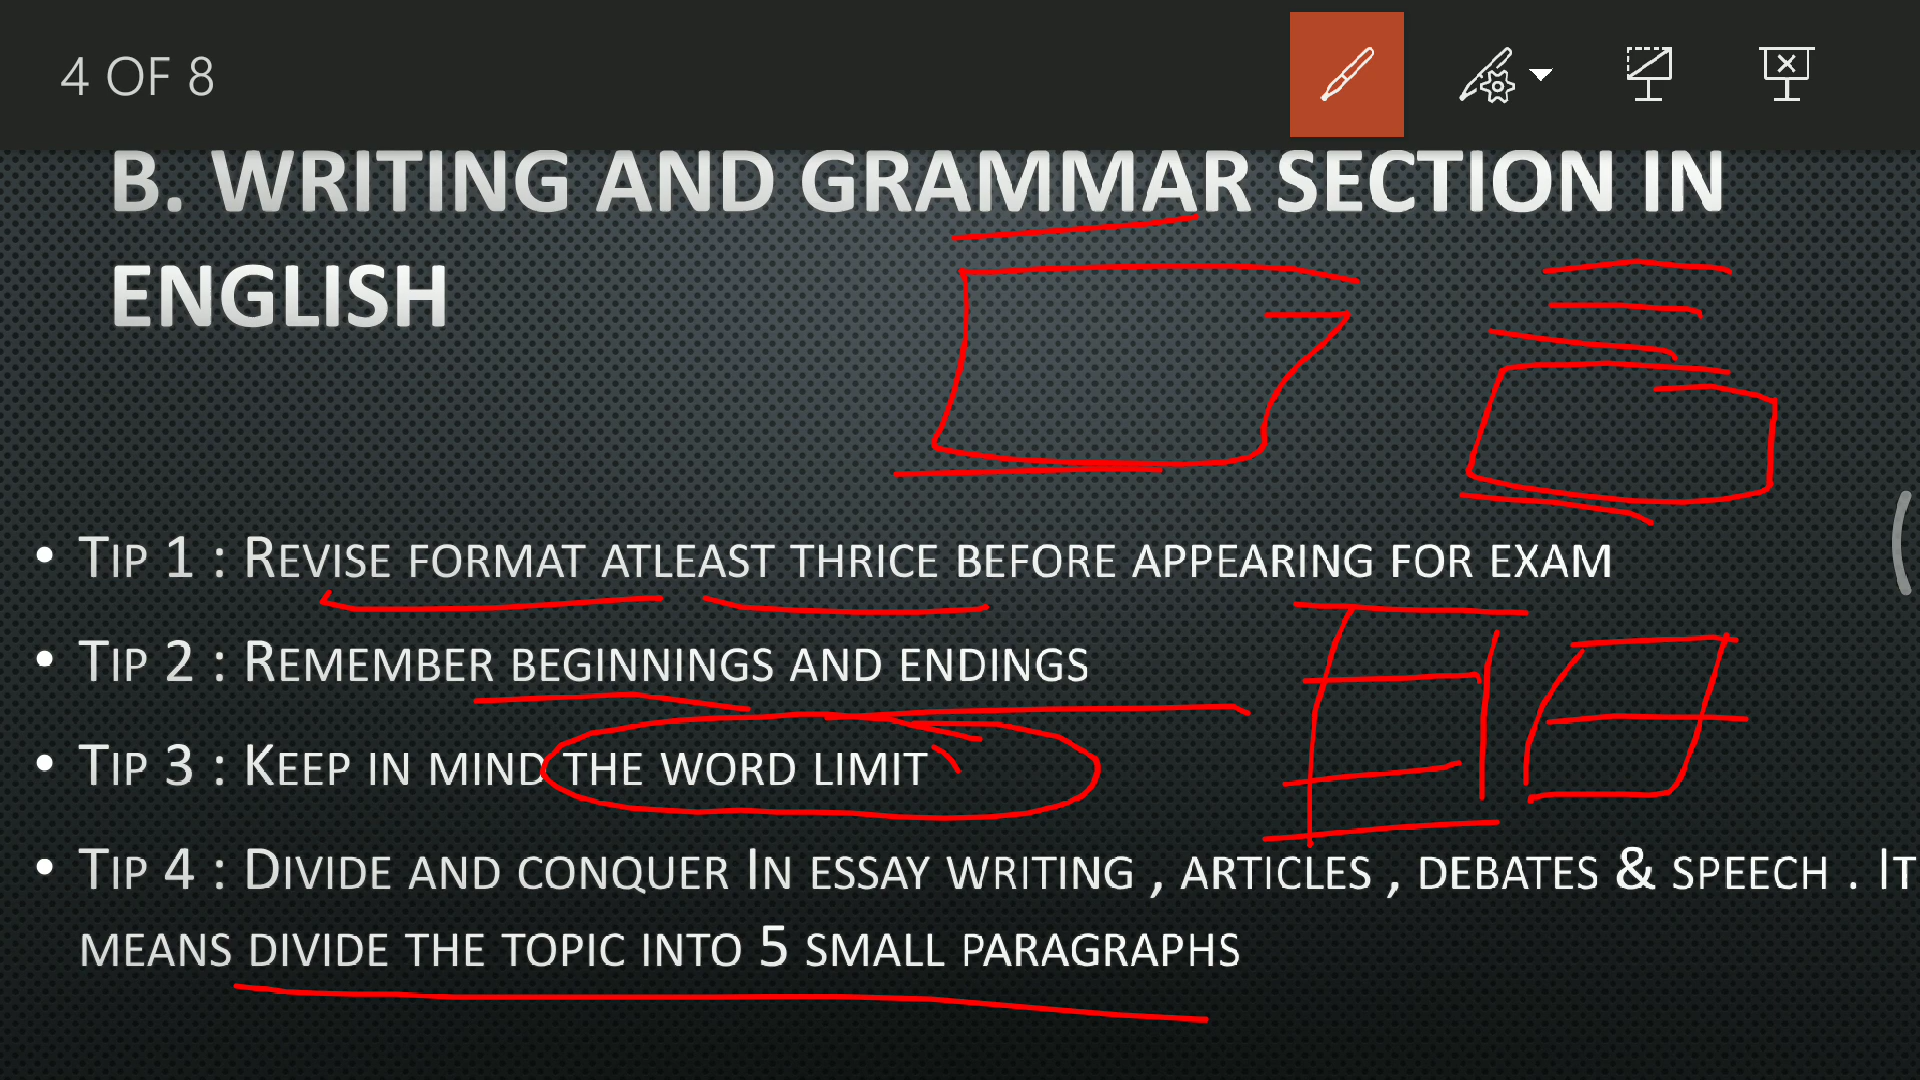 4 OF 8
B. WRITING AND GRAMMAR SECTION IN
ENGLISH
• TIP 1 : REVISE FORMAT ATLEAST THRICE BEFORE APPEARING FOR EXAM
• TIP 2 : REMEMBER BEGINNINGS AND ENDINGS
• TIP 3 : KEEP IN MIND THE WORD LIMIT
• TIP 4 : DIVIDE AND CONQUER IN ESSAY WRITING , ARTICLES , DEBATES & SPEECH . IT
MEANS DIVIDE THE TOPIC INTO 5 SMALL PARAGRAPHS